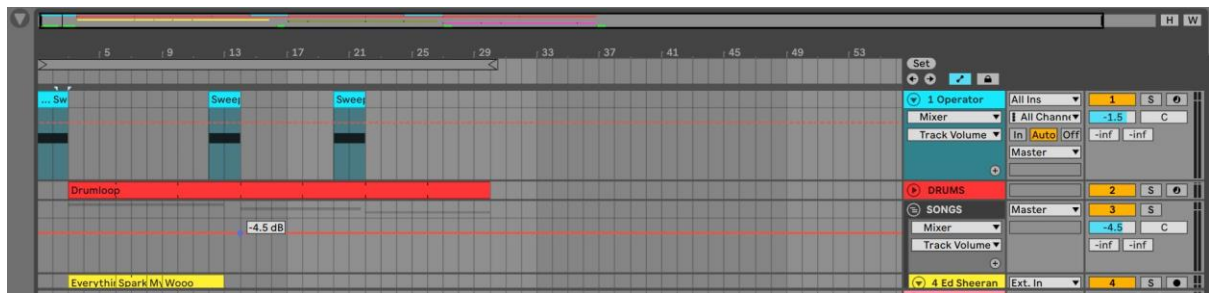 H W
5 9 13 17 21 25 29 33 37 41 45 49 53
Set
... Sw Sweep Sweep 1 Operator All Ins 1 S
Mixer All Channe -1.5 C
Track Volume In Auto Off -inf -inf
Master
Drumloop DRUMS 2 S
SONGS Master 3 S
-4.5 dB Mixer -4.5 C
Track Volume -inf -inf
Everythin Spark My Wooo 4 Ed Sheeran Ext. In 4 S